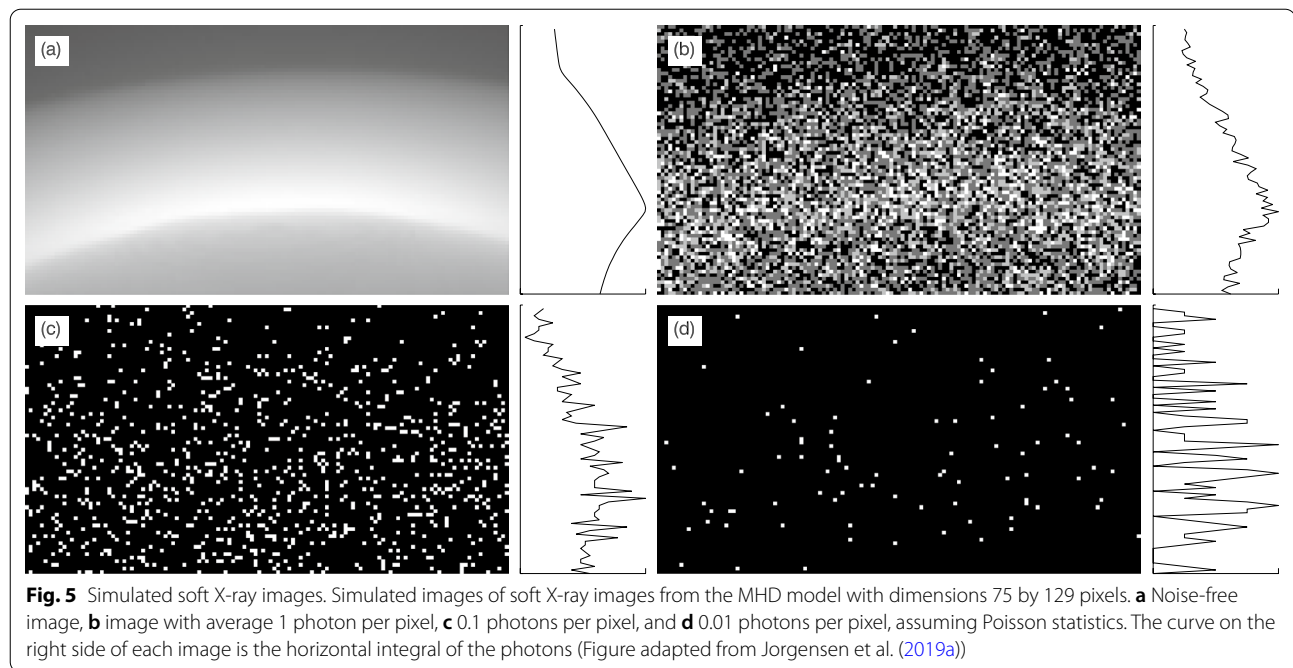 (a)
(b)
(c)
(d)
Fig. 5 Simulated soft X-ray images. Simulated images of soft X-ray images from the MHD model with dimensions 75 by 129 pixels. a Noise-free
image, b image with average 1 photon per pixel, c 0.1 photons per pixel, and d 0.01 photons per pixel, assuming Poisson statistics. The curve on the
right side of each image is the horizontal integral of the photons (Figure adapted from Jorgensen et al. (2019a))